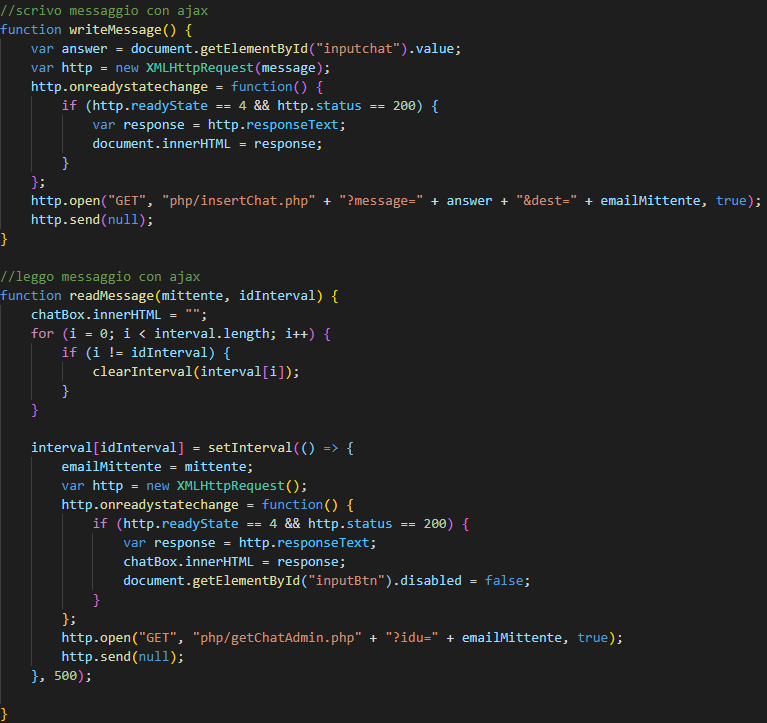 //scrivo messaggio con ajax
function writeMessage() {
    var answer = document.getElementById("inputchat").value;
    var http = new XMLHttpRequest(message);
    http.onreadystatechange = function() {
        if (http.readyState == 4 && http.status == 200) {
            var response = http.responseText;
            document.innerHTML = response;
        }
    };
    http.open("GET", "php/insertChat.php" + "?message=" + answer + "&dest=" + emailMittente, true);
    http.send(null);
}

//leggo messaggio con ajax
function readMessage(mittente, idInterval) {
    chatBox.innerHTML = "";
    for (i = 0; i < interval.length; i++) {
        if (i != idInterval) {
            clearInterval(interval[i]);
        }
    }

    interval[idInterval] = setInterval(() => {
        emailMittente = mittente;
        var http = new XMLHttpRequest();
        http.onreadystatechange = function() {
            if (http.readyState == 4 && http.status == 200) {
                var response = http.responseText;
                chatBox.innerHTML = response;
                document.getElementById("inputBtn").disabled = false;
            }
        };
        http.open("GET", "php/getChatAdmin.php" + "?idu=" + emailMittente, true);
        http.send(null);
    }, 500);

}